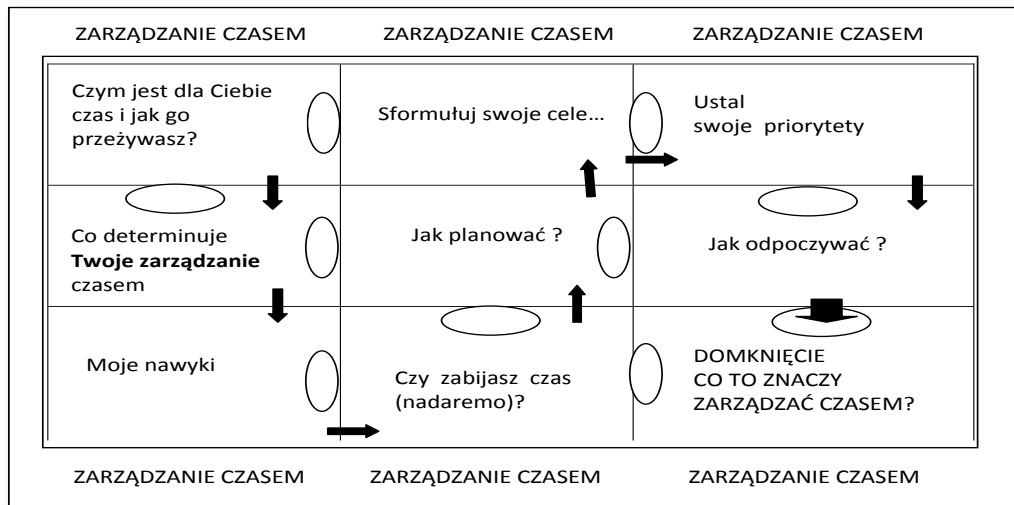 ZARZĄDZANIE CZASEM
ZARZĄDZANIE CZASEM
ZARZĄDZANIE CZASEM
Czym jest dla Ciebie
czas i jak go
przeżywasz?
Sformułuj swoje cele...
Ustal
swoje priorytety
Co determinuje
Twoje zarządzanie
czasem
Jak planować ?
Jak odpoczywać ?
Moje nawyki
Czy zabijasz czas
(nadaremo)?
DOMKNIĘCIE
CO TO ZNACZY
ZARZĄDZAĆ CZASEM?
ZARZĄDZANIE CZASEM
ZARZĄDZANIE CZASEM
ZARZĄDZANIE CZASEM